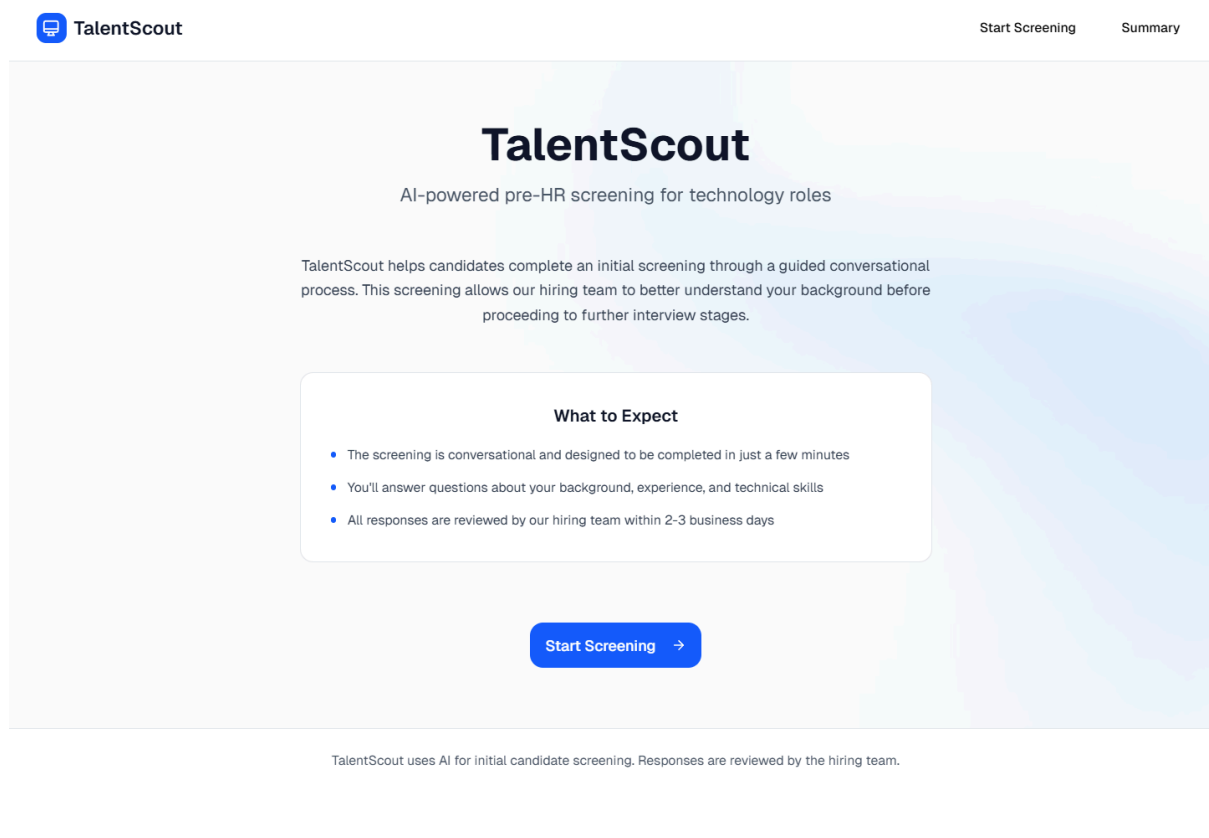 TalentScout
Start Screening
Summary
TalentScout
AI-powered pre-HR screening for technology roles
TalentScout helps candidates complete an initial screening through a guided conversational
process. This screening allows our hiring team to better understand your background before
proceeding to further interview stages.
What to Expect
The screening is conversational and designed to be completed in just a few minutes
You'll answer questions about your background, experience, and technical skills
All responses are reviewed by our hiring team within 2-3 business days
Start Screening →
TalentScout uses AI for initial candidate screening. Responses are reviewed by the hiring team.